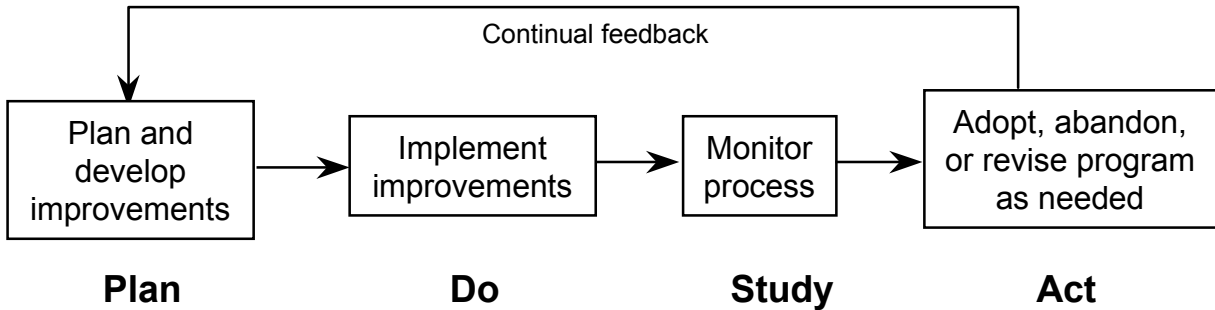 Continual feedback
Plan and
develop
improvements
Implement
improvements
Monitor
process
Adopt, abandon,
or revise program
as needed
Plan
Do
Study
Act